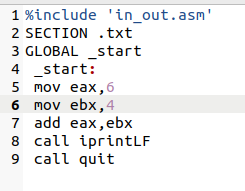 1 %include 'in_out.asm'
2 SECTION .txt
3 GLOBAL _start
4  _start:
5  mov eax,6
6  mov ebx,4
7  add eax,ebx
8  call iprintLF
9  call quit